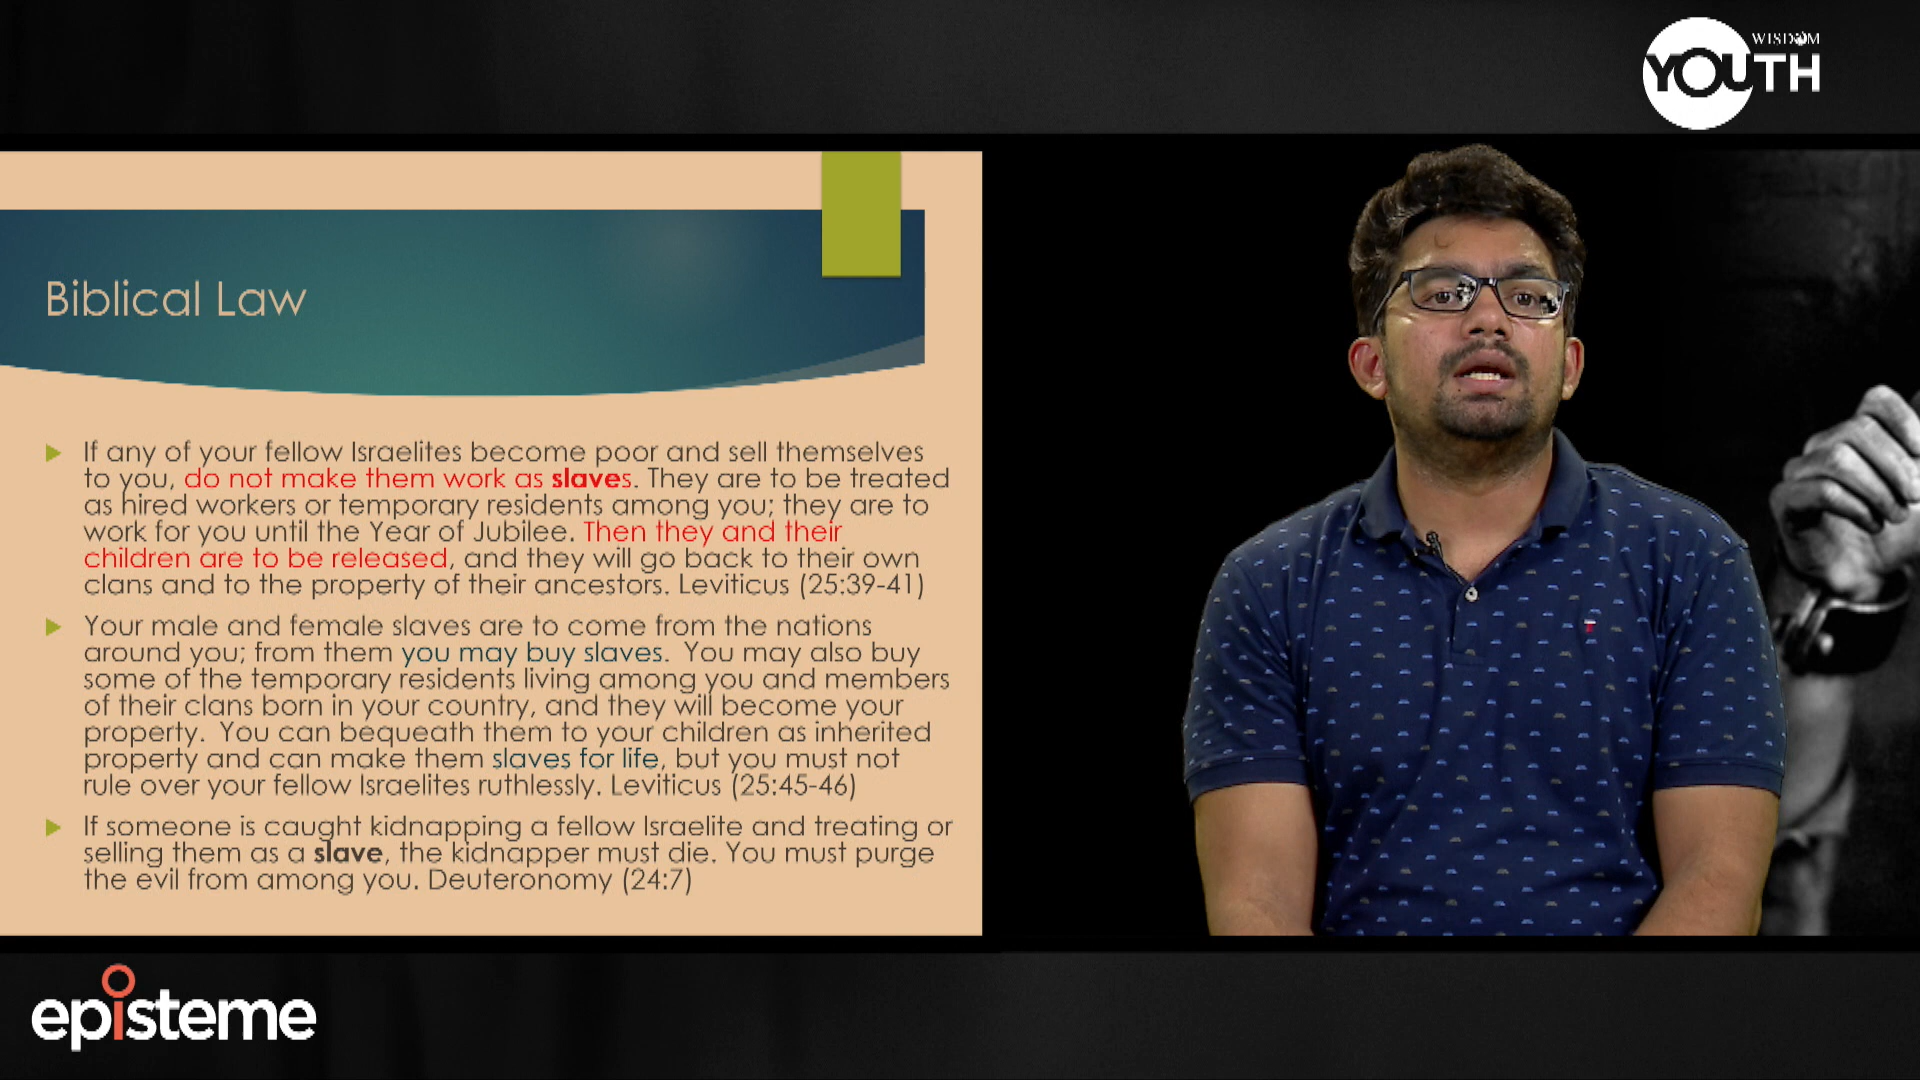 WISDOM
YOUTH
Biblical Law
If any of your fellow Israelites become poor and sell themselves
to you, do not make them work as slaves. They are to be treated
as hired workers or temporary residents among you; they are to
work for you until the Year of Jubilee. Then they and their
children are to be released, and they will go back to their own
clans and to the property of their ancestors. Leviticus (25:39-41)
Your male and female slaves are to come from the nations
around you; from them you may buy slaves. You may also buy
some of the temporary residents living among you and members
of their clans born in your country, and they will become your
property. You can bequeath them to your children as inherited
property and can make them slaves for life, but you must not
rule over your fellow Israelites ruthlessly. Leviticus (25:45-46)
If someone is caught kidnapping a fellow Israelite and treating or
selling them as a slave, the kidnapper must die. You must purge
the evil from among you. Deuteronomy (24:7)
episteme